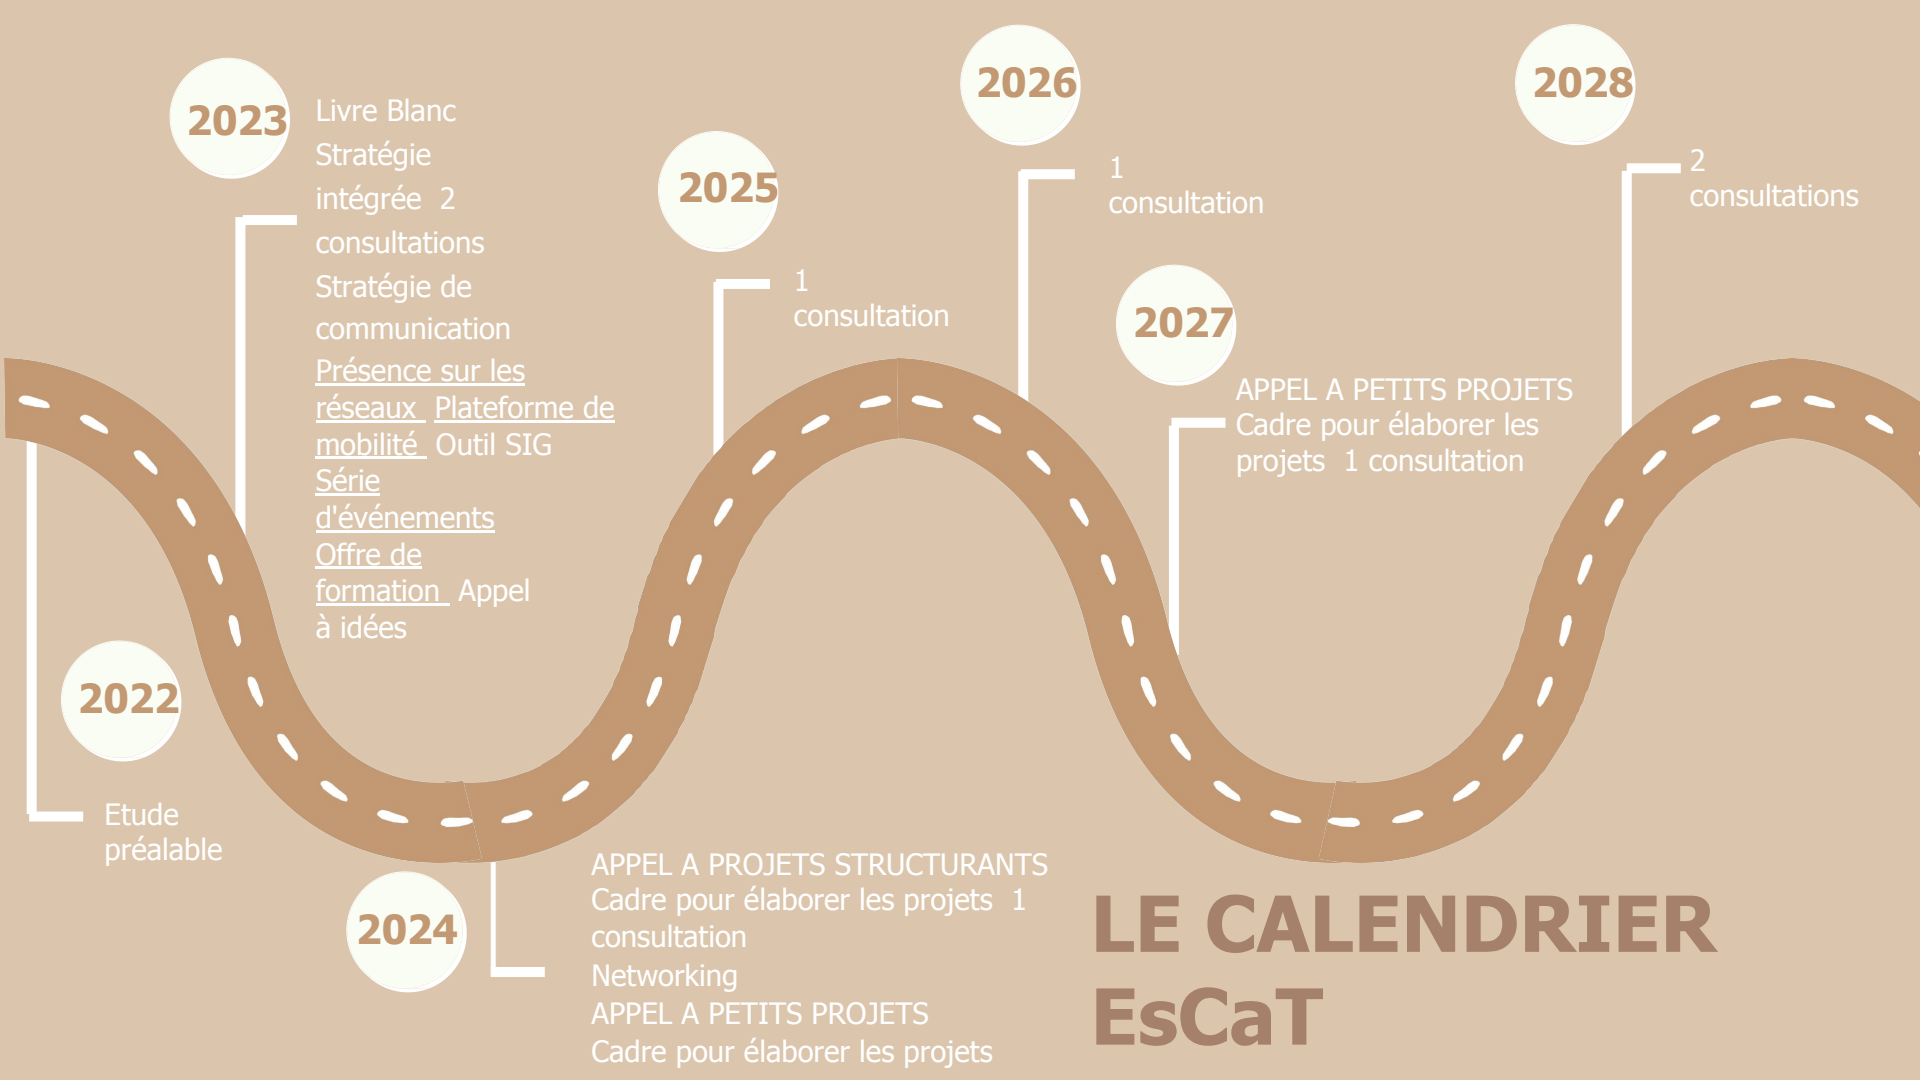 2022
Etude
préalable
2023
Livre Blanc
Stratégie
intégrée 2
consultations
Stratégie de
communication
Présence sur les
réseaux Plateforme de
mobilité Outil SIG
Série
d'événements
Offre de
formation Appel
à idées
2024
APPEL A PROJETS STRUCTURANTS
Cadre pour élaborer les projets 1
consultation
Networking
APPEL A PETITS PROJETS
Cadre pour élaborer les projets
2025
1
consultation
2026
1
consultation
2027
APPEL A PETITS PROJETS
Cadre pour élaborer les
projets 1 consultation
2028
2
consultations
LE CALENDRIER
EsCaT